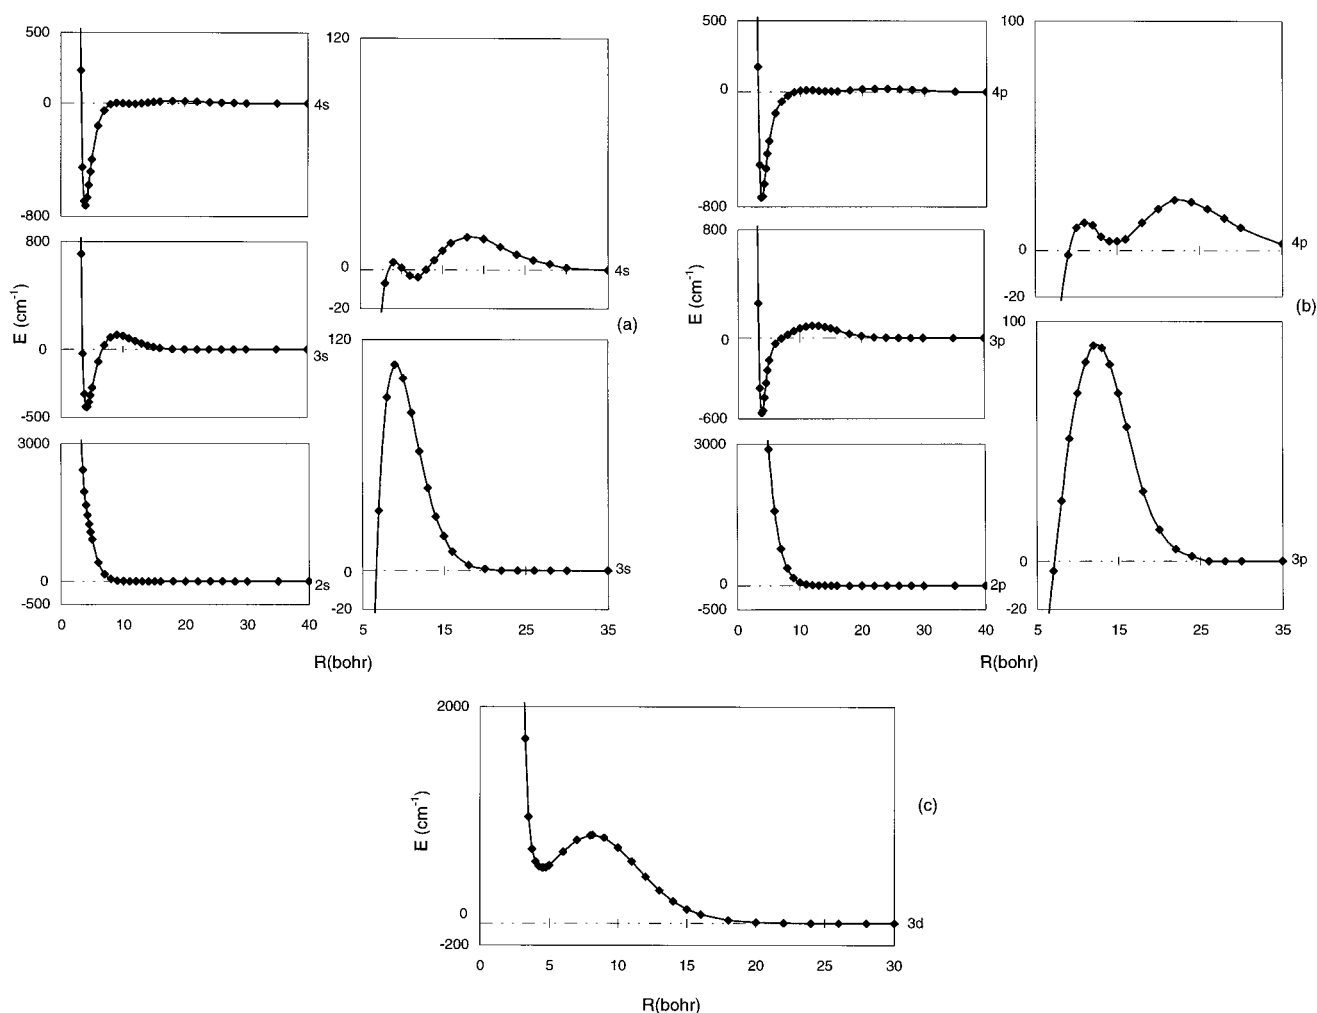 500
0
-800
4s
800
0
-500
3s
3000
0
-500
2s
0 10 20 30 40
E (cm-1)
R(bohr)
120
0
-20
4s
(a)
120
0
-20
3s
5 15 25 35
500
0
-800
4p
800
0
-600
3p
3000
0
-500
2p
0 10 20 30 40
E (cm-1)
100
0
-20
4p
(b)
100
0
-20
3p
5 15 25 35
R(bohr)
2000
0
-200
E (cm-1)
3d
(c)
0 5 10 15 20 25 30
R(bohr)